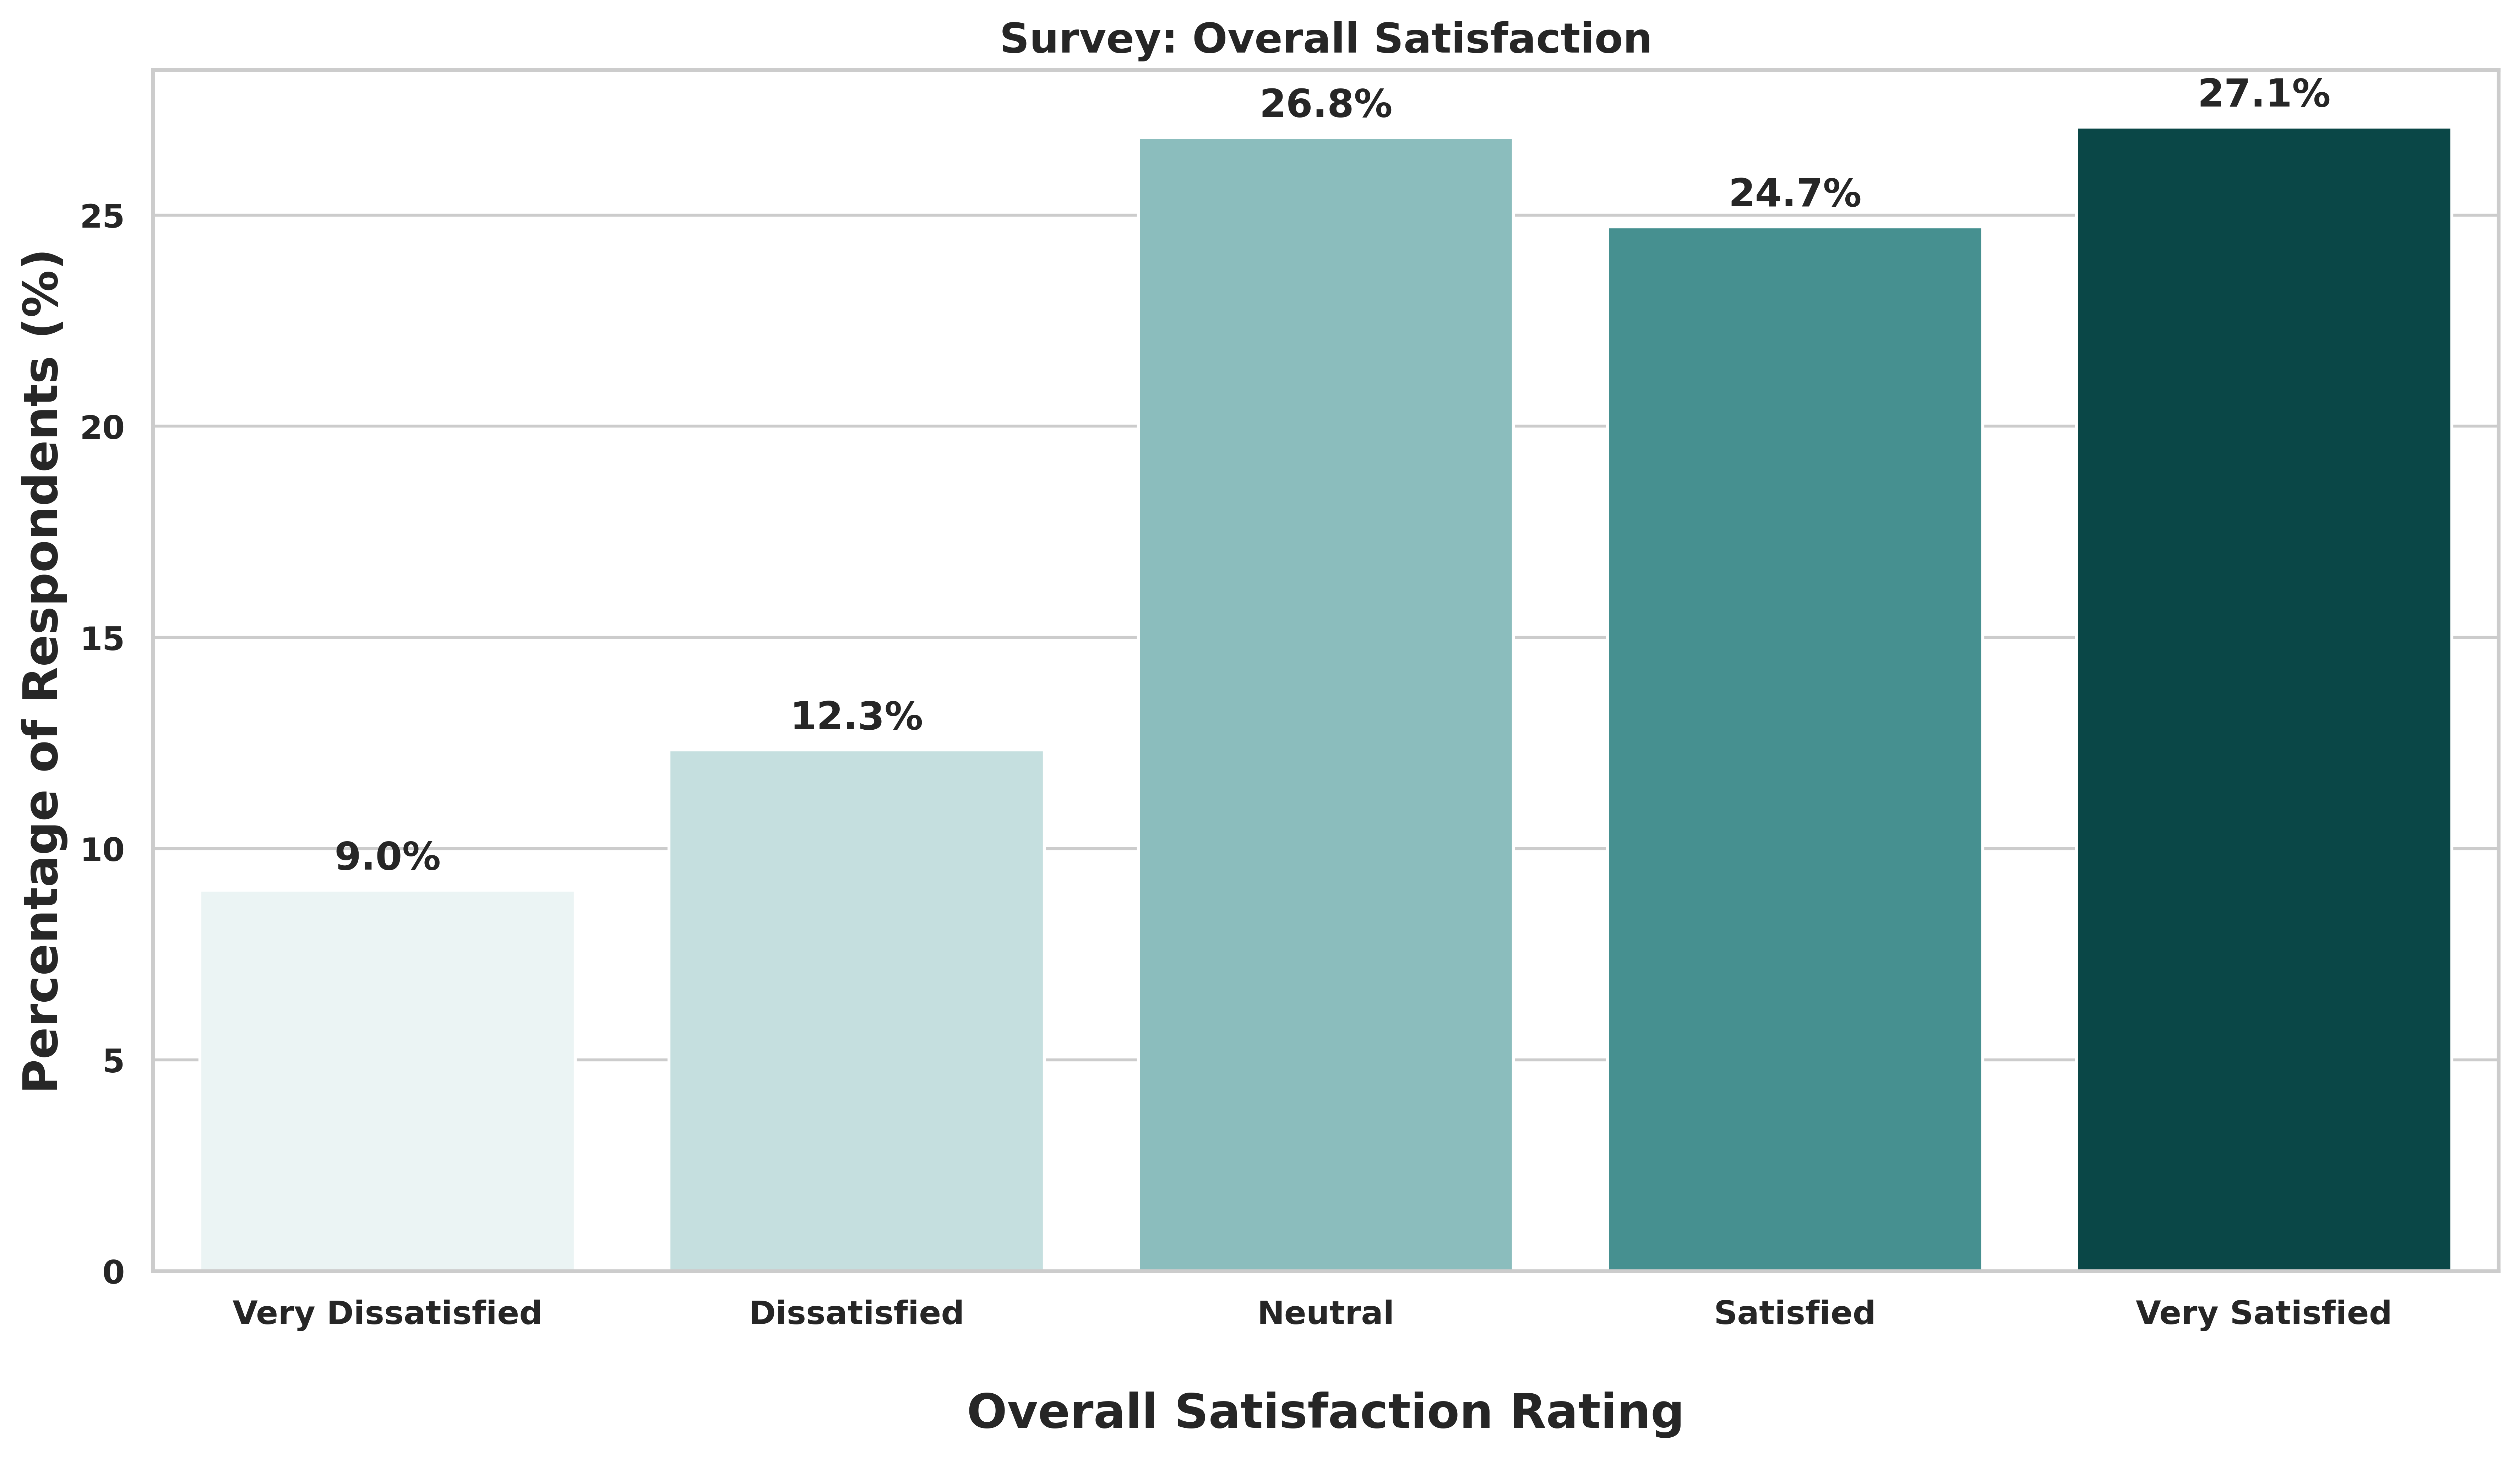 Survey: Overall Satisfaction
Percentage of Respondents (%)
25
20
15
10
5
0
9.0%
12.3%
26.8%
24.7%
27.1%
Very Dissatisfied
Dissatisfied
Neutral
Satisfied
Very Satisfied
Overall Satisfaction Rating